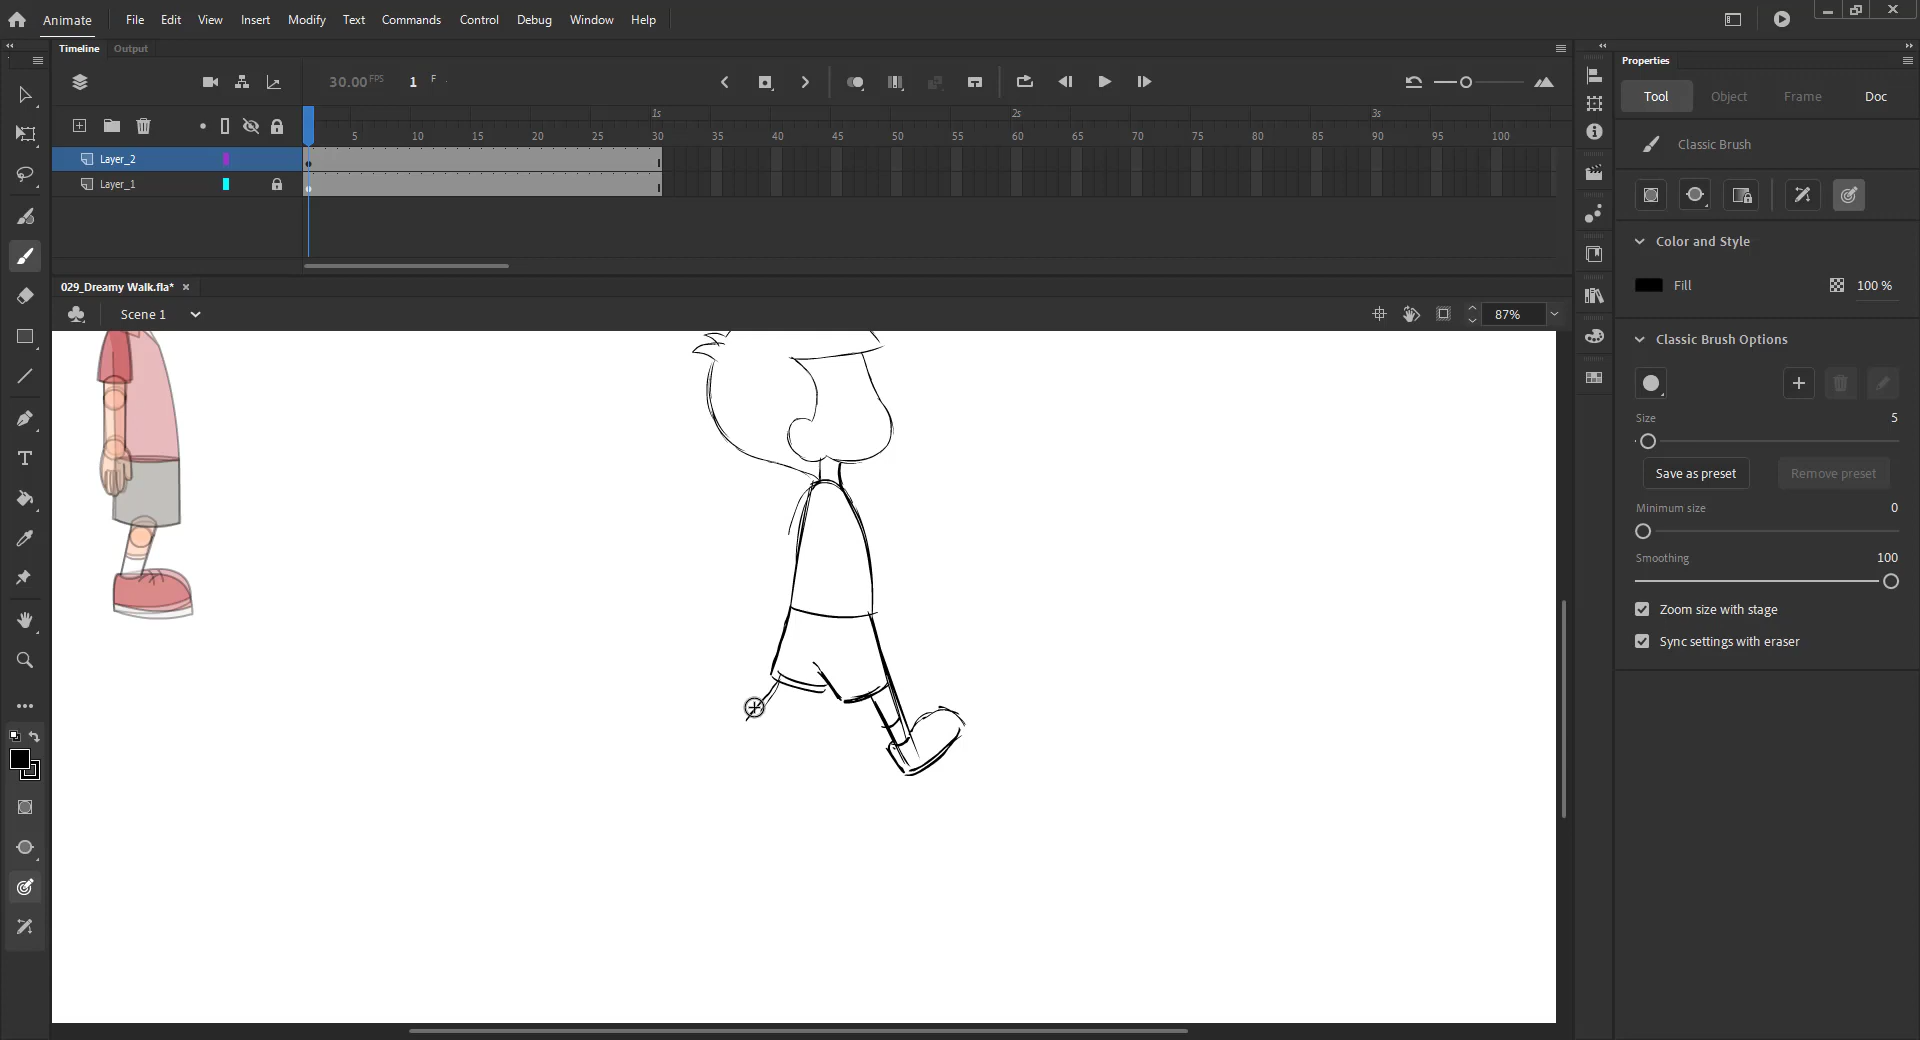 Animate File Edit View Insert Modify Text Commands Control Debug Window Help
Timeline Output
Properties
30.00 FPS 1 F
Tool Object Frame Doc
1s 2s 3s
5 10 15 20 25 30 35 40 45 50 55 60 65 70 75 80 85 90 95 100
Layer_2
Layer_1
Classic Brush
Color and Style
Fill 100 %
029_Dreamy Walk.fla* ×
Scene 1 87%
Classic Brush Options
Size 5
Save as preset Remove preset
Minimum size 0
Smoothing 100
Zoom size with stage
Sync settings with eraser